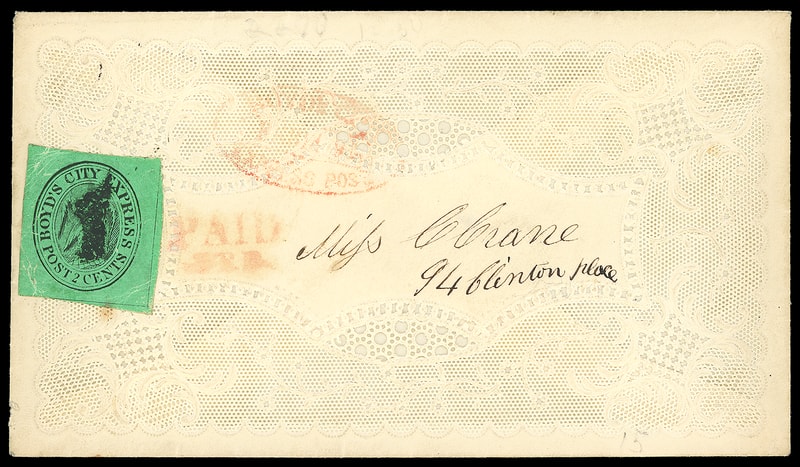 BOYD'S CITY EXPRESS
POST 2 CENTS
PAID
Miss C Crane
94 Clinton place